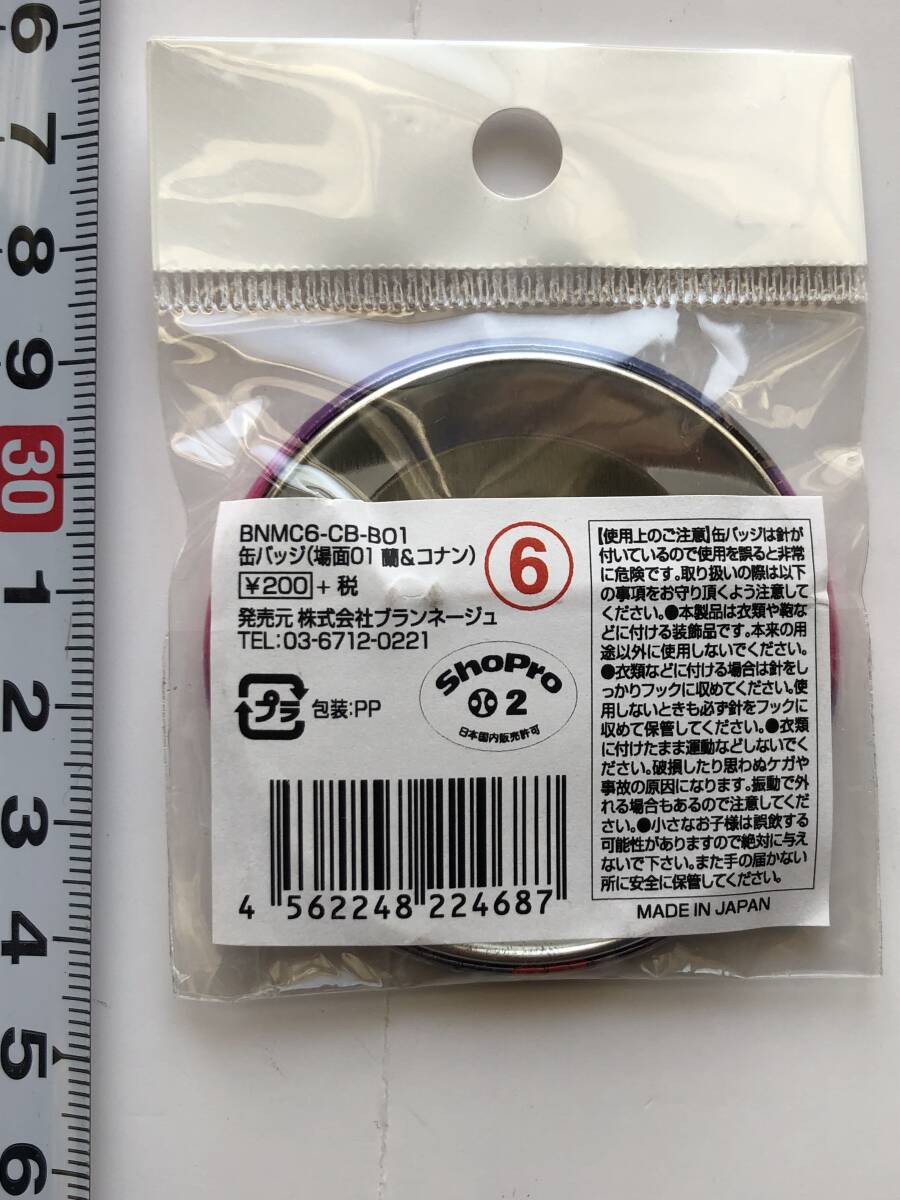 6
7
8
9
30
1
2
3
4
5
6
BNMC6-CB-B01
缶バッジ(場面01 蘭&コナン)
¥200 + 税
発売元 株式会社ブランネージュ
TEL:03-6712-0221
6
プラ
包装:PP
ShoPro
2
日本国内販売許可
4 562248 224687
【使用上のご注意】缶バッジは針が
付いているので使用を誤ると非常
に危険です。取り扱いの際は以下
の事項をお守り頂くよう注意して
ください。●本製品は衣類や鞄な
どに付ける装飾品です。本来の用
途以外に使用しないでください。
●衣類などに付ける場合は針をし
っかりフックに収めてください。使
用しないときも必ず針をフックに
収めて保管してください。●衣類
に付けたまま運動などしないでく
ださい。破損したり思わぬケガや
事故の原因になります。振動で外
れる場合もあるので注意してくだ
さい。●小さなお子様は誤飲する
可能性がありますので絶対に与え
ないで下さい。また手の届かない
所に安全に保管してください。
MADE IN JAPAN